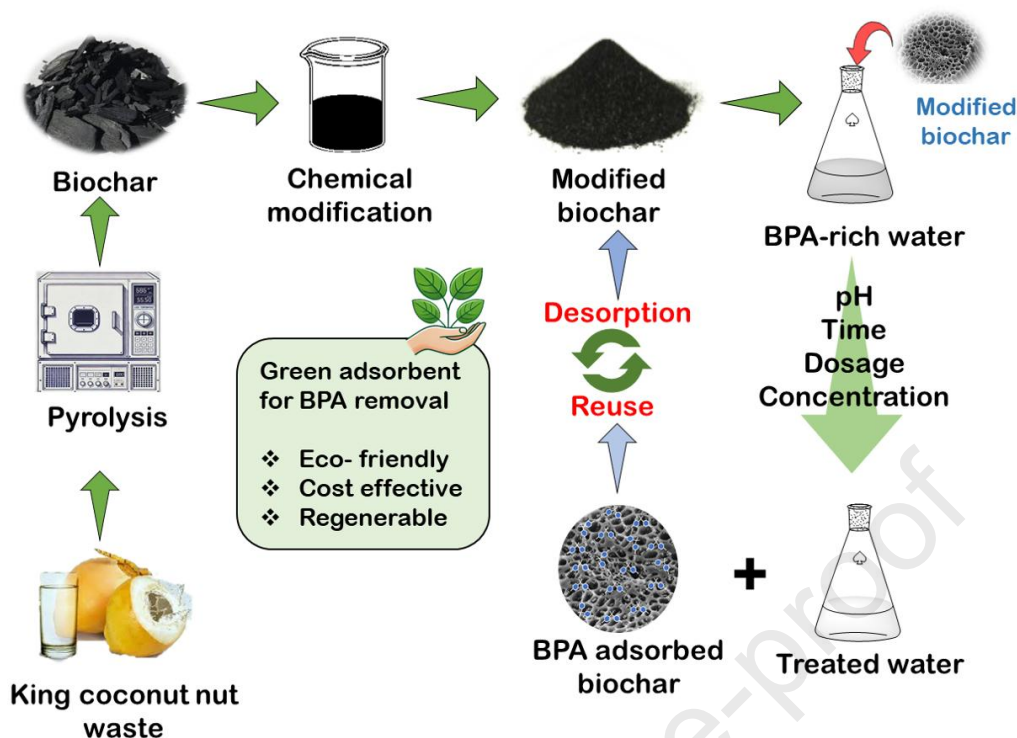 Biochar
Chemical
modification
Modified
biochar
Modified
biochar
BPA-rich water
Pyrolysis
Green adsorbent
for BPA removal
❖ Eco- friendly
❖ Cost effective
❖ Regenerable
Desorption
Reuse
pH
Time
Dosage
Concentration
King coconut nut
waste
BPA adsorbed
biochar
+
Treated water
e-proof